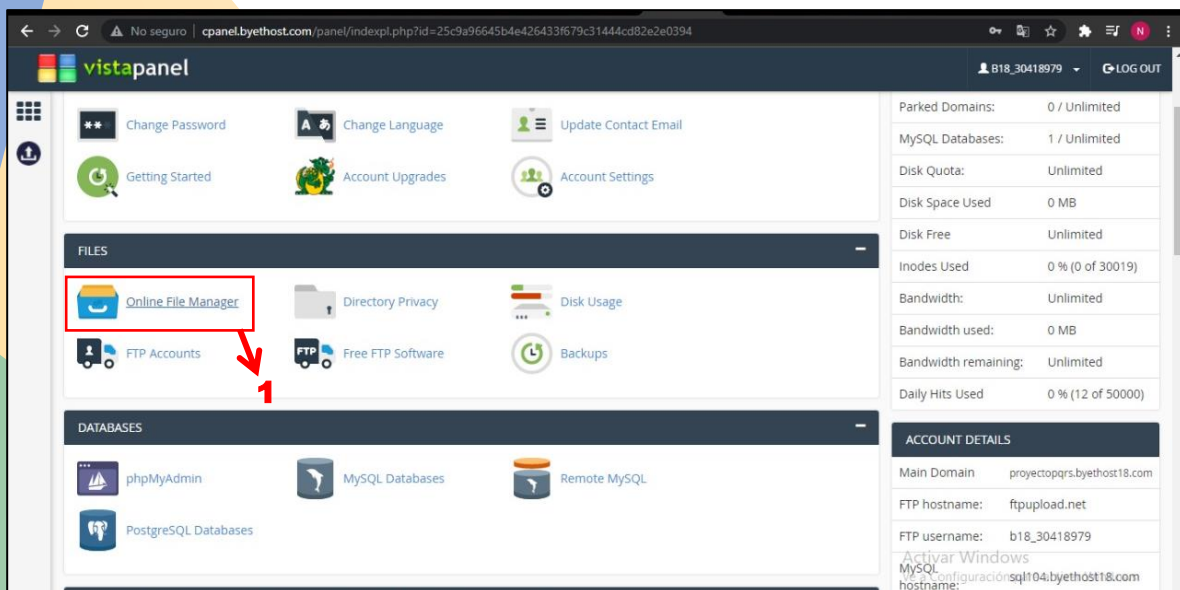 No seguro | cpanel.byethost.com/panel/indexpl.php?id=25c9a96645b4e426433f679c31444cd82e2e0394
N
vistapanel
B18_30418979
LOG OUT
** Change Password
A あ Change Language
Update Contact Email
Getting Started
Account Upgrades
Account Settings
FILES
Online File Manager
Directory Privacy
Disk Usage
FTP Accounts
FTP Free FTP Software
Backups
1
DATABASES
phpMyAdmin
MySQL Databases
Remote MySQL
PostgreSQL Databases
Parked Domains: 0 / Unlimited
MySQL Databases: 1 / Unlimited
Disk Quota: Unlimited
Disk Space Used 0 MB
Disk Free Unlimited
Inodes Used 0 % (0 of 30019)
Bandwidth: Unlimited
Bandwidth used: 0 MB
Bandwidth remaining: Unlimited
Daily Hits Used 0 % (12 of 50000)
ACCOUNT DETAILS
Main Domain proyectopqrs.byethost18.com
FTP hostname: ftpupload.net
FTP username: b18_30418979
Activar Windows
MySQL hostname: sql104.byethost18.com
Ve a Configuración